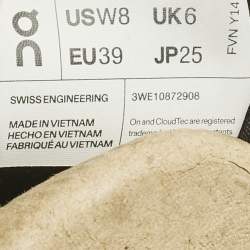 on
USW8 UK6
EU39 JP25
FVN Y14
SWISS ENGINEERING
3WE10872908
MADE IN VIETNAM
HECHO EN VIETNAM
FABRIQUÉ AU VIETNAM
On and CloudTec are registered